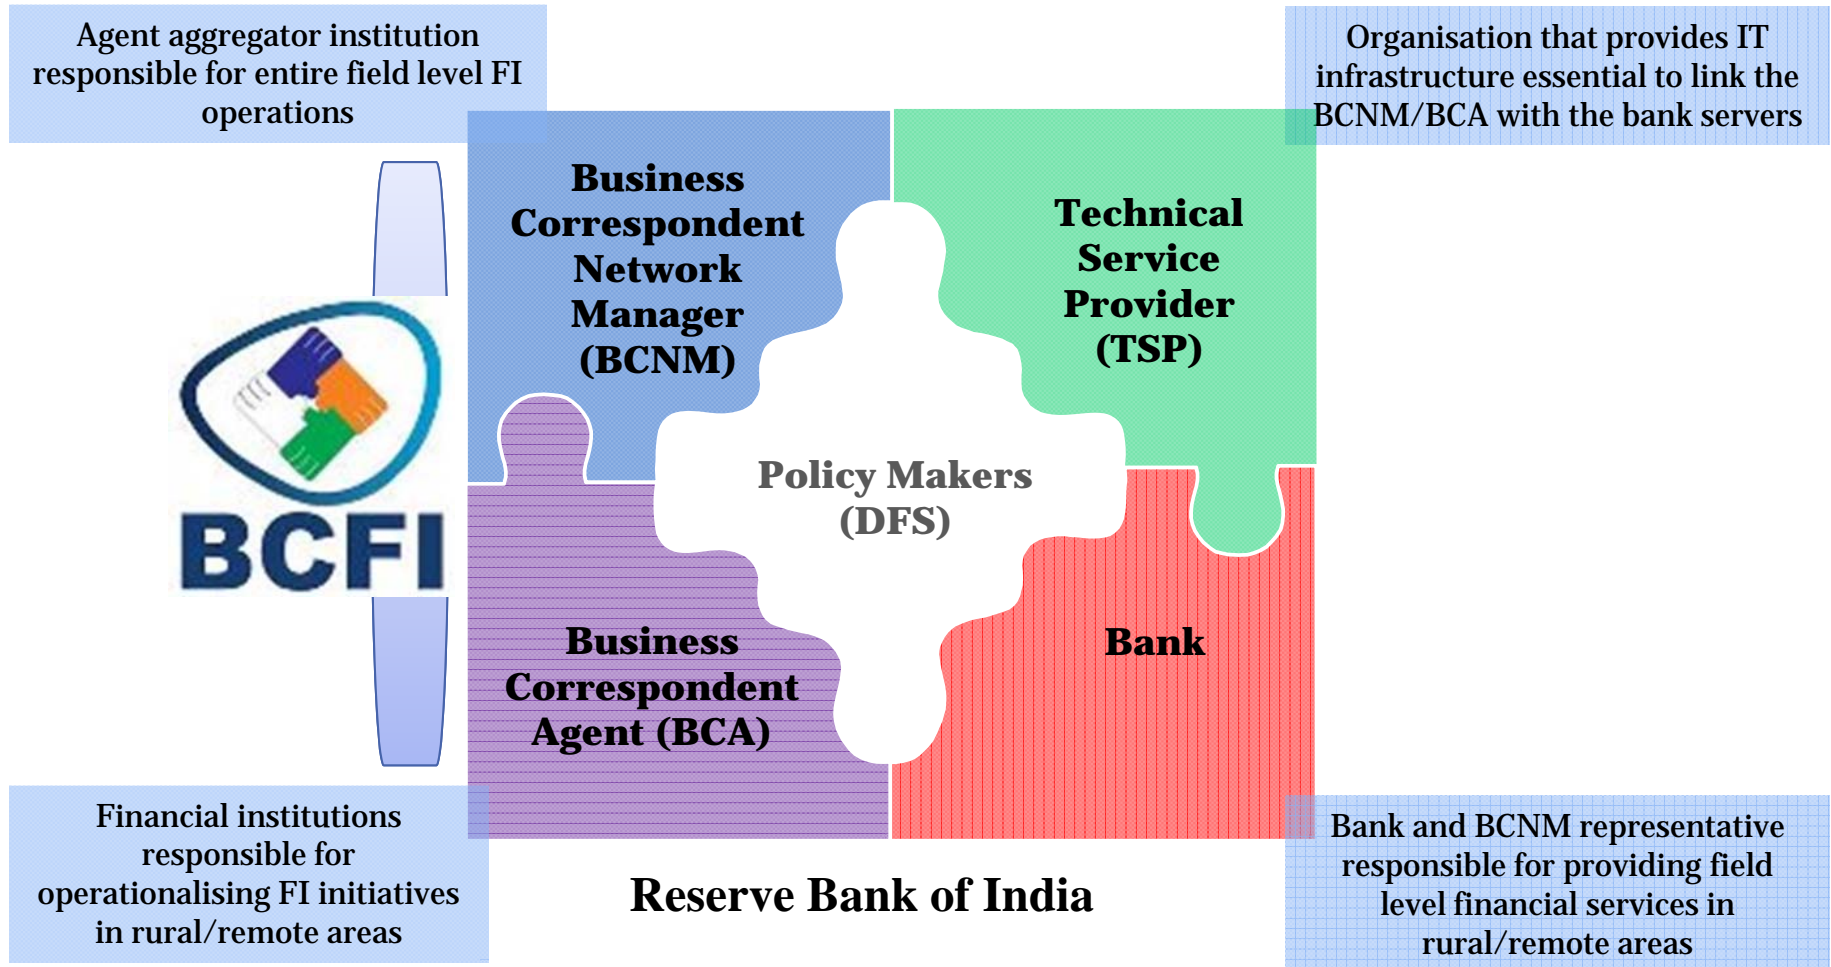 Agent aggregator institution
responsible for entire field level FI
operations
Organisation that provides IT
infrastructure essential to link the
BCNM/BCA with the bank servers
Business
Correspondent
Network
Manager
(BCNM)
Technical
Service
Provider
(TSP)
BCFI
Policy Makers
(DFS)
Business
Correspondent
Agent (BCA)
Bank
Financial institutions
responsible for
operationalising FI initiatives
in rural/remote areas
Reserve Bank of India
Bank and BCNM representative
responsible for providing field
level financial services in
rural/remote areas